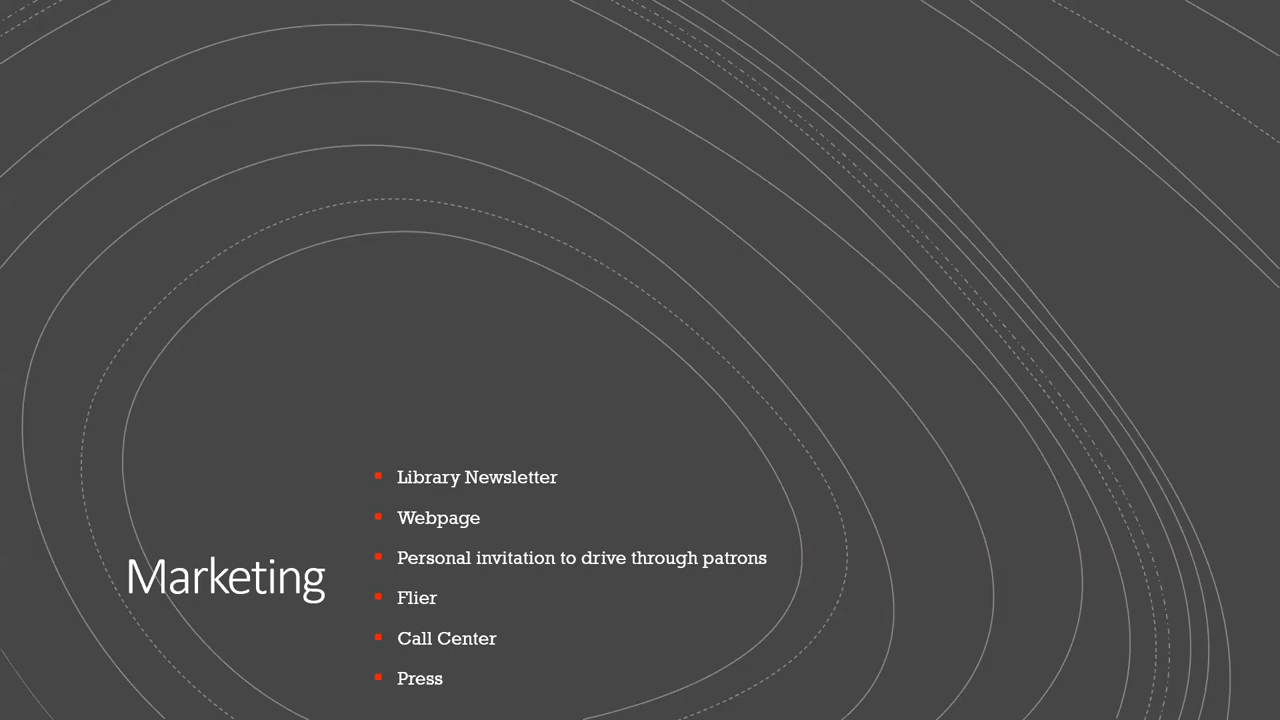 Marketing
Library Newsletter
Webpage
Personal invitation to drive through patrons
Flier
Call Center
Press